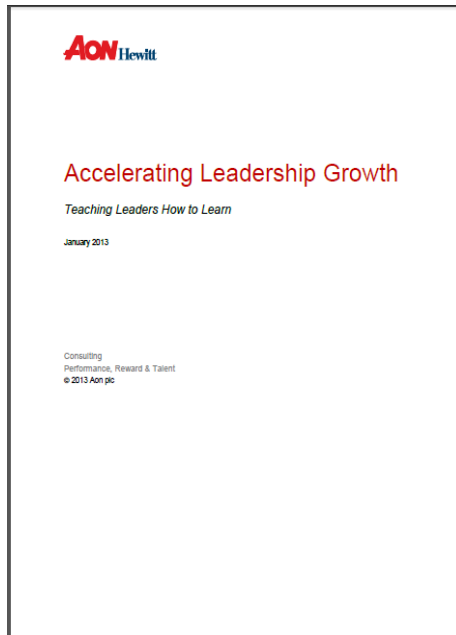 AON Hewitt
Accelerating Leadership Growth
Teaching Leaders How to Learn
January 2013
Consulting
Performance, Reward & Talent
© 2013 Aon plc